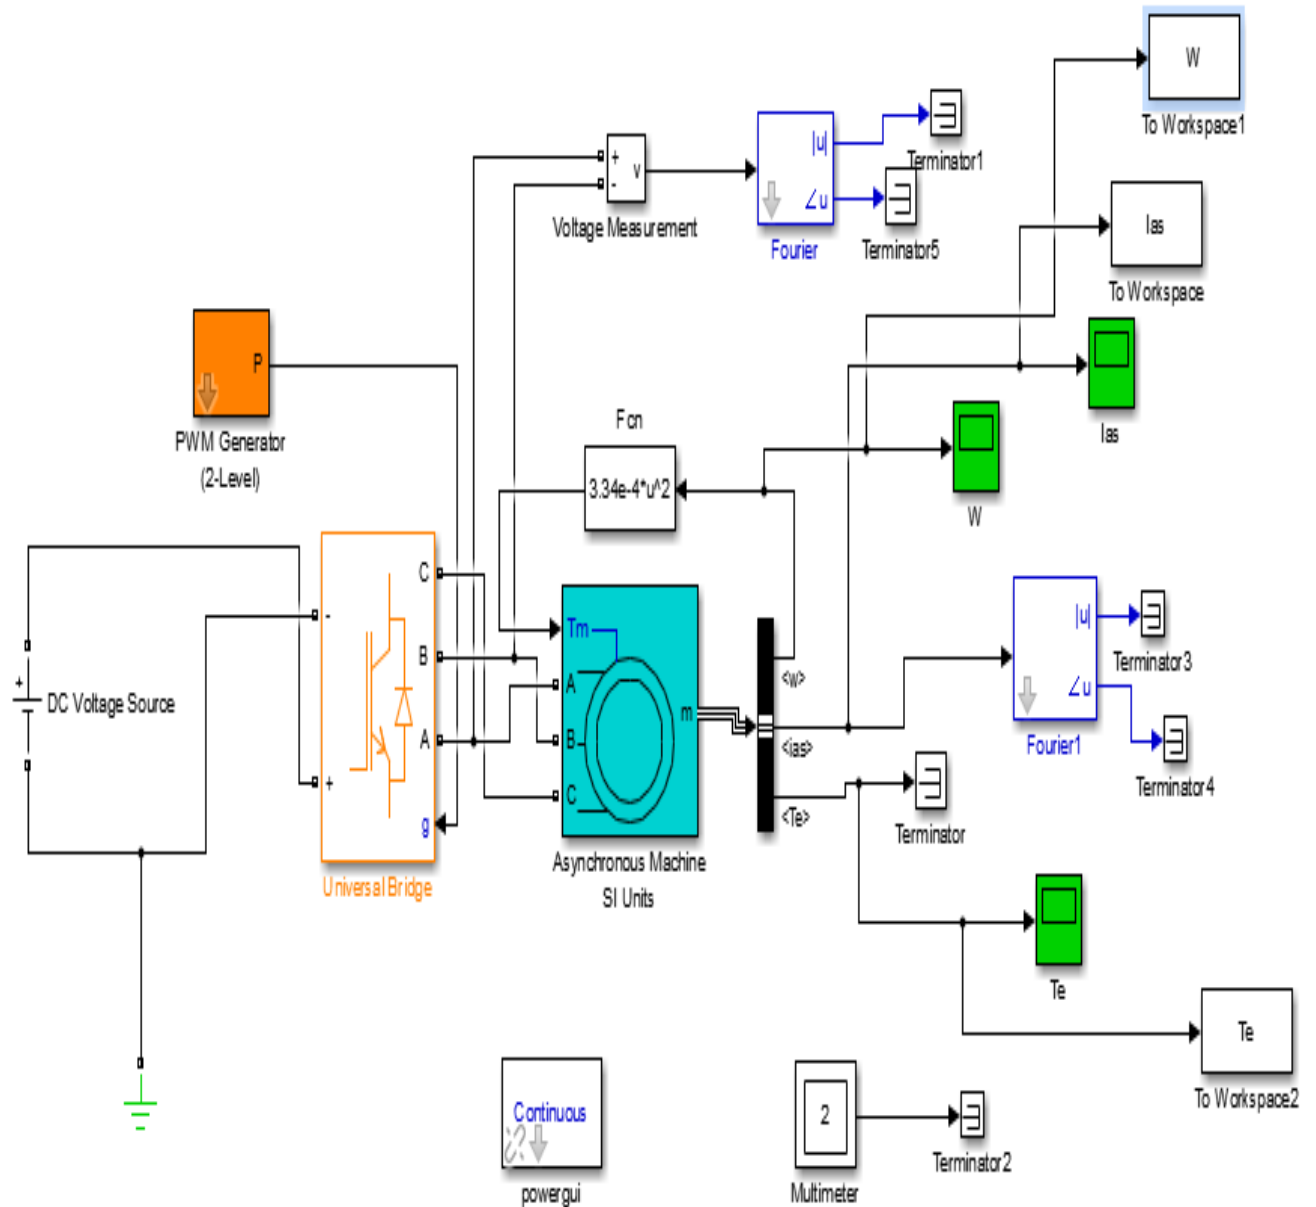 W
To Workspace1
+
-
v
Voltage Measurement
|u|
∠u
Fourier
Terminator1
Terminator5
Ias
To Workspace
P
PWM Generator
(2-Level)
Fcn
3.34e-4*u^2
W
Ias
+
DC Voltage Source
-
+
C
B
A
g
Universal Bridge
Tm
A
B
C
m
Asynchronous Machine
SI Units
<w>
<ias>
<Te>
|u|
∠u
Fourier1
Terminator3
Terminator4
Terminator
Te
Te
To Workspace2
Continuous
powergui
2
Multimeter
Terminator2